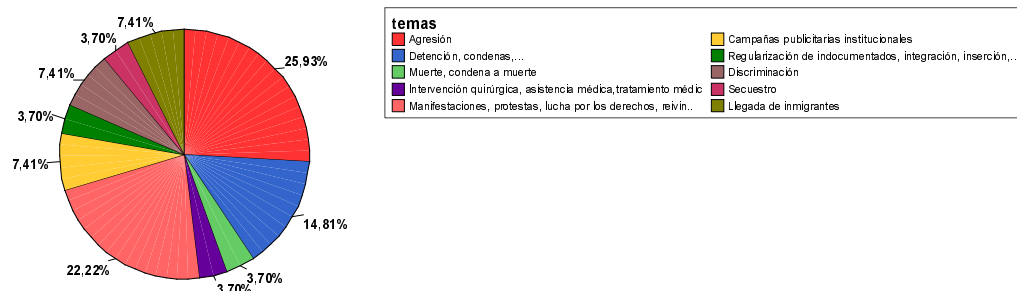 7,41%
3,70%
7,41%
3,70%
7,41%
22,22%
3,70%
3,70%
14,81%
25,93%
temas
Agresión
Detención, condenas,...
Muerte, condena a muerte
Intervención quirúrgica, asistencia médica,tratamiento médic
Manifestaciones, protestas, lucha por los derechos, reivin..
Campañas publicitarias institucionales
Regularización de indocumentados, integración, inserción,..
Discriminación
Secuestro
Llegada de inmigrantes